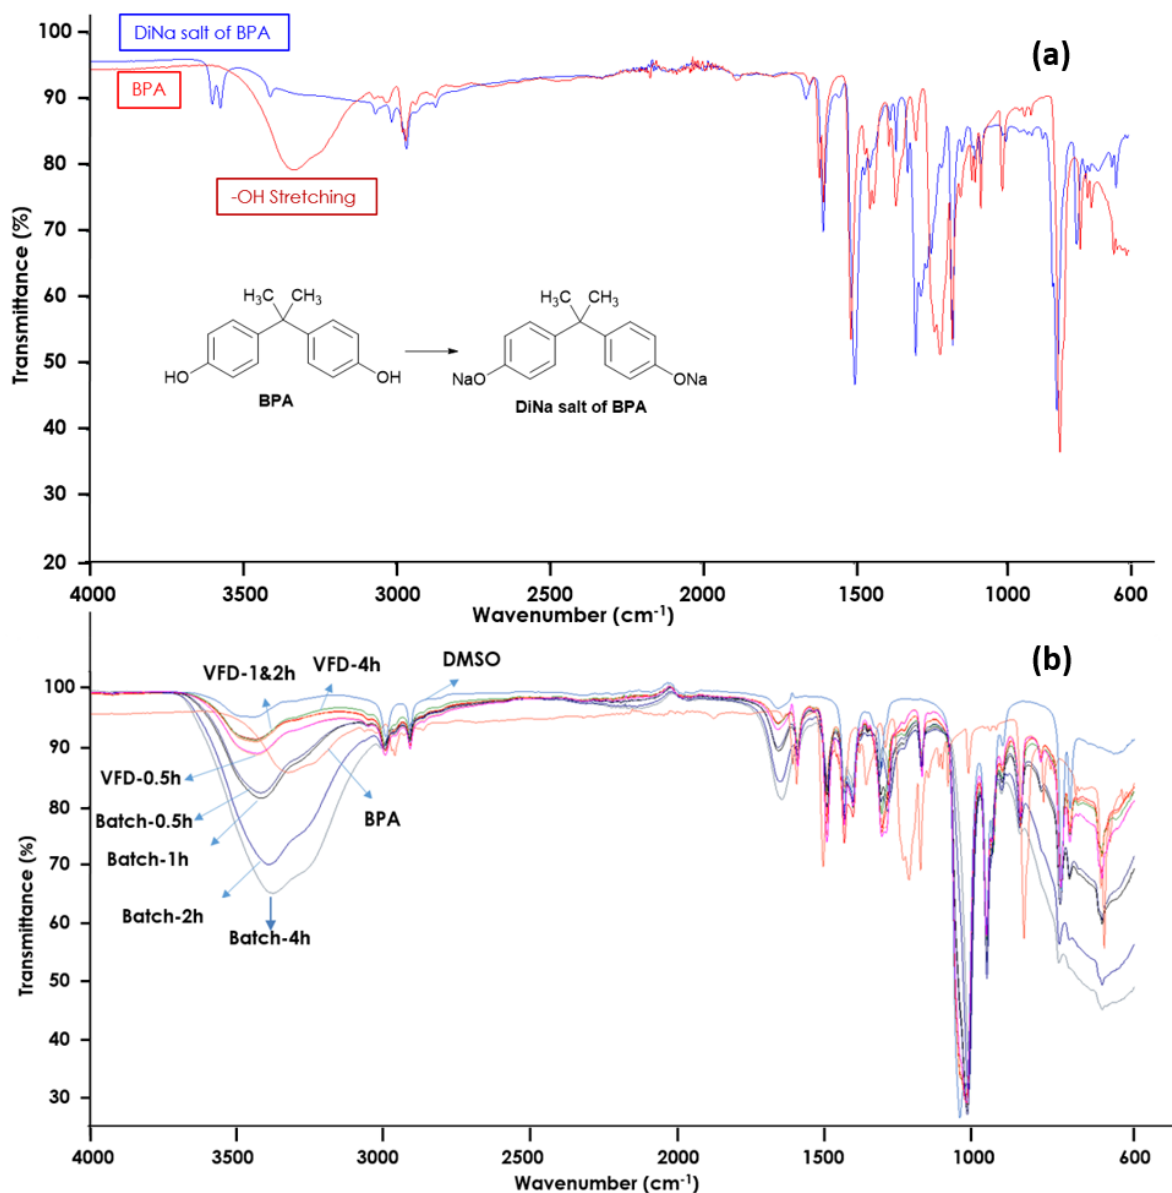 100
DiNa salt of BPA
(a)
BPA
90
80
-OH Stretching
70
60
50
40
30
20
Transmittance (%)
H₃C CH₃
HO OH
BPA
H₃C CH₃
NaO ONa
DiNa salt of BPA
4000 3500 3000 2500 2000 1500 1000 600
Wavenumber (cm⁻¹)
(b)
VFD-1&2h VFD-4h DMSO
100
90
80
70
60
50
40
30
Transmittance (%)
VFD-0.5h
Batch-0.5h
BPA
Batch-1h
Batch-2h
Batch-4h
4000 3500 3000 2500 2000 1500 1000 600
Wavenumber (cm⁻¹)